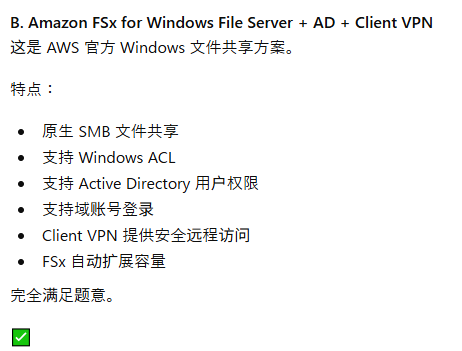 B. Amazon FSx for Windows File Server + AD + Client VPN
这是 AWS 官方 Windows 文件共享方案。
特点：
• 原生 SMB 文件共享
• 支持 Windows ACL
• 支持 Active Directory 用户权限
• 支持域账号登录
• Client VPN 提供安全远程访问
• FSx 自动扩展容量
完全满足题意。
✅